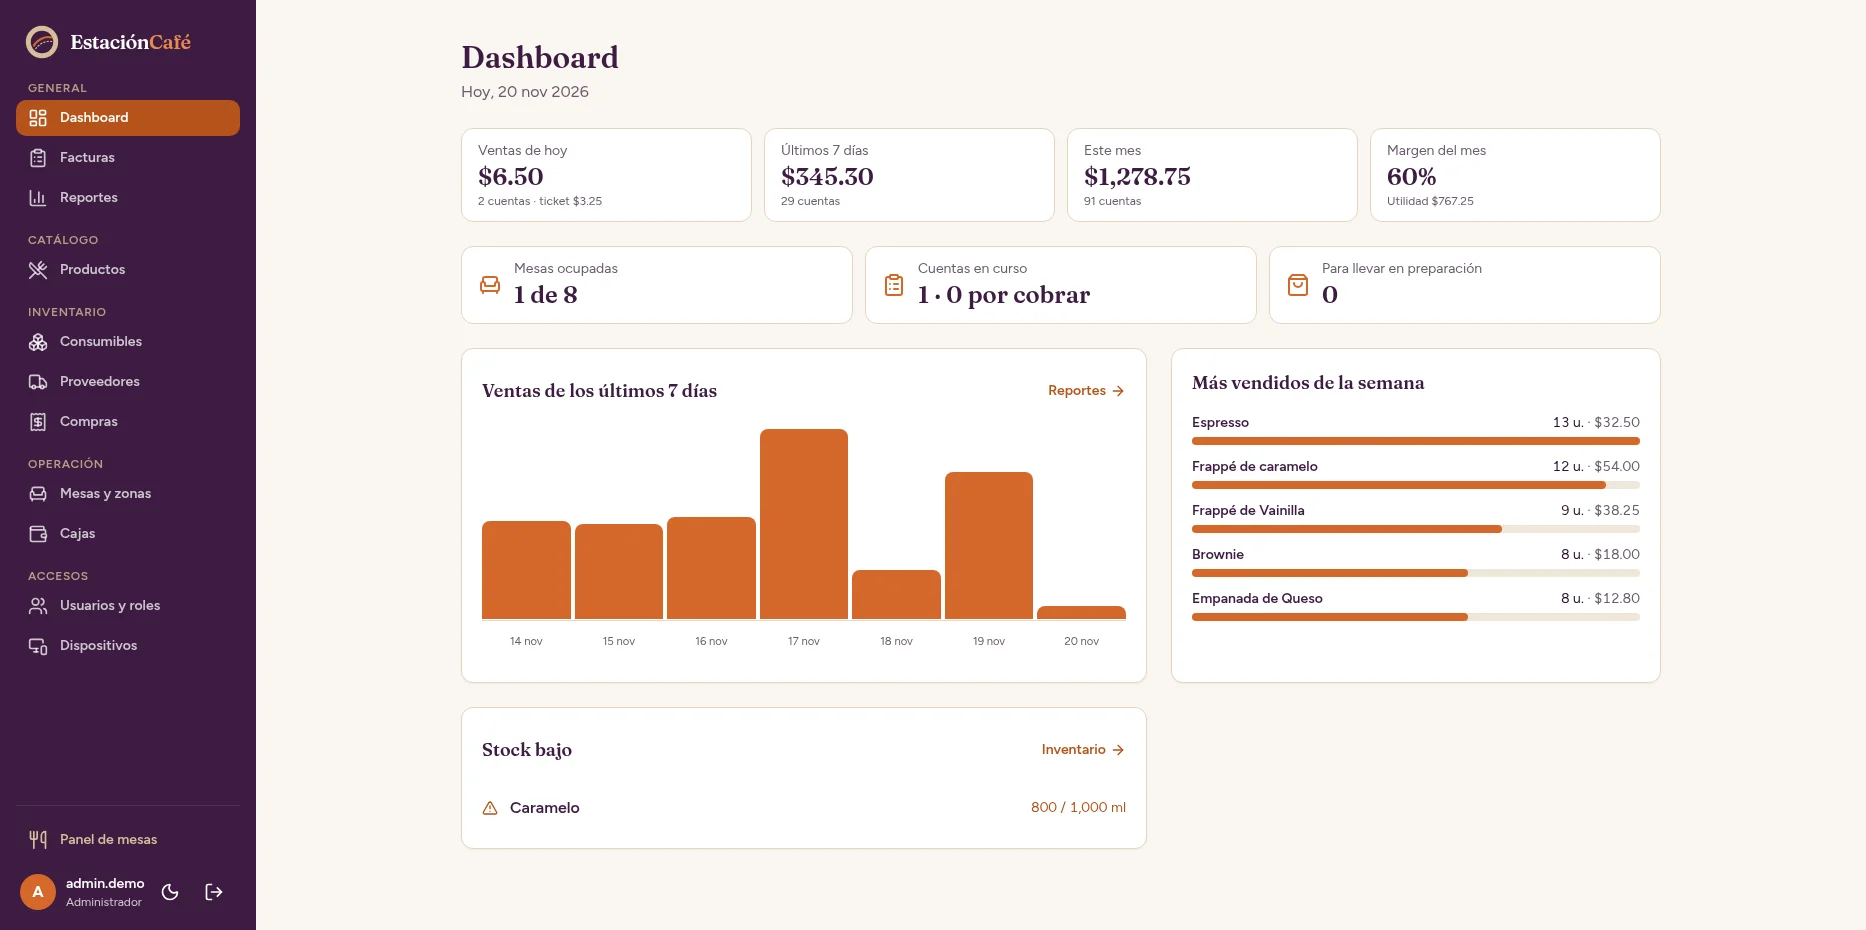 EstaciónCafé
GENERAL
Dashboard
Facturas
Reportes
CATÁLOGO
Productos
INVENTARIO
Consumibles
Proveedores
Compras
OPERACIÓN
Mesas y zonas
Cajas
ACCESOS
Usuarios y roles
Dispositivos
Panel de mesas
A
admin.demo
Administrador
Dashboard
Hoy, 20 nov 2026
Ventas de hoy
$6.50
2 cuentas · ticket $3.25
Últimos 7 días
$345.30
29 cuentas
Este mes
$1,278.75
91 cuentas
Margen del mes
60%
Utilidad $767.25
Mesas ocupadas
1 de 8
Cuentas en curso
1 · 0 por cobrar
Para llevar en preparación
0
Ventas de los últimos 7 días
Reportes →
14 nov 15 nov 16 nov 17 nov 18 nov 19 nov 20 nov
Más vendidos de la semana
Espresso 13 u. · $32.50
Frappé de caramelo 12 u. · $54.00
Frappé de Vainilla 9 u. · $38.25
Brownie 8 u. · $18.00
Empanada de Queso 8 u. · $12.80
Stock bajo
Inventario →
Caramelo 800 / 1,000 ml